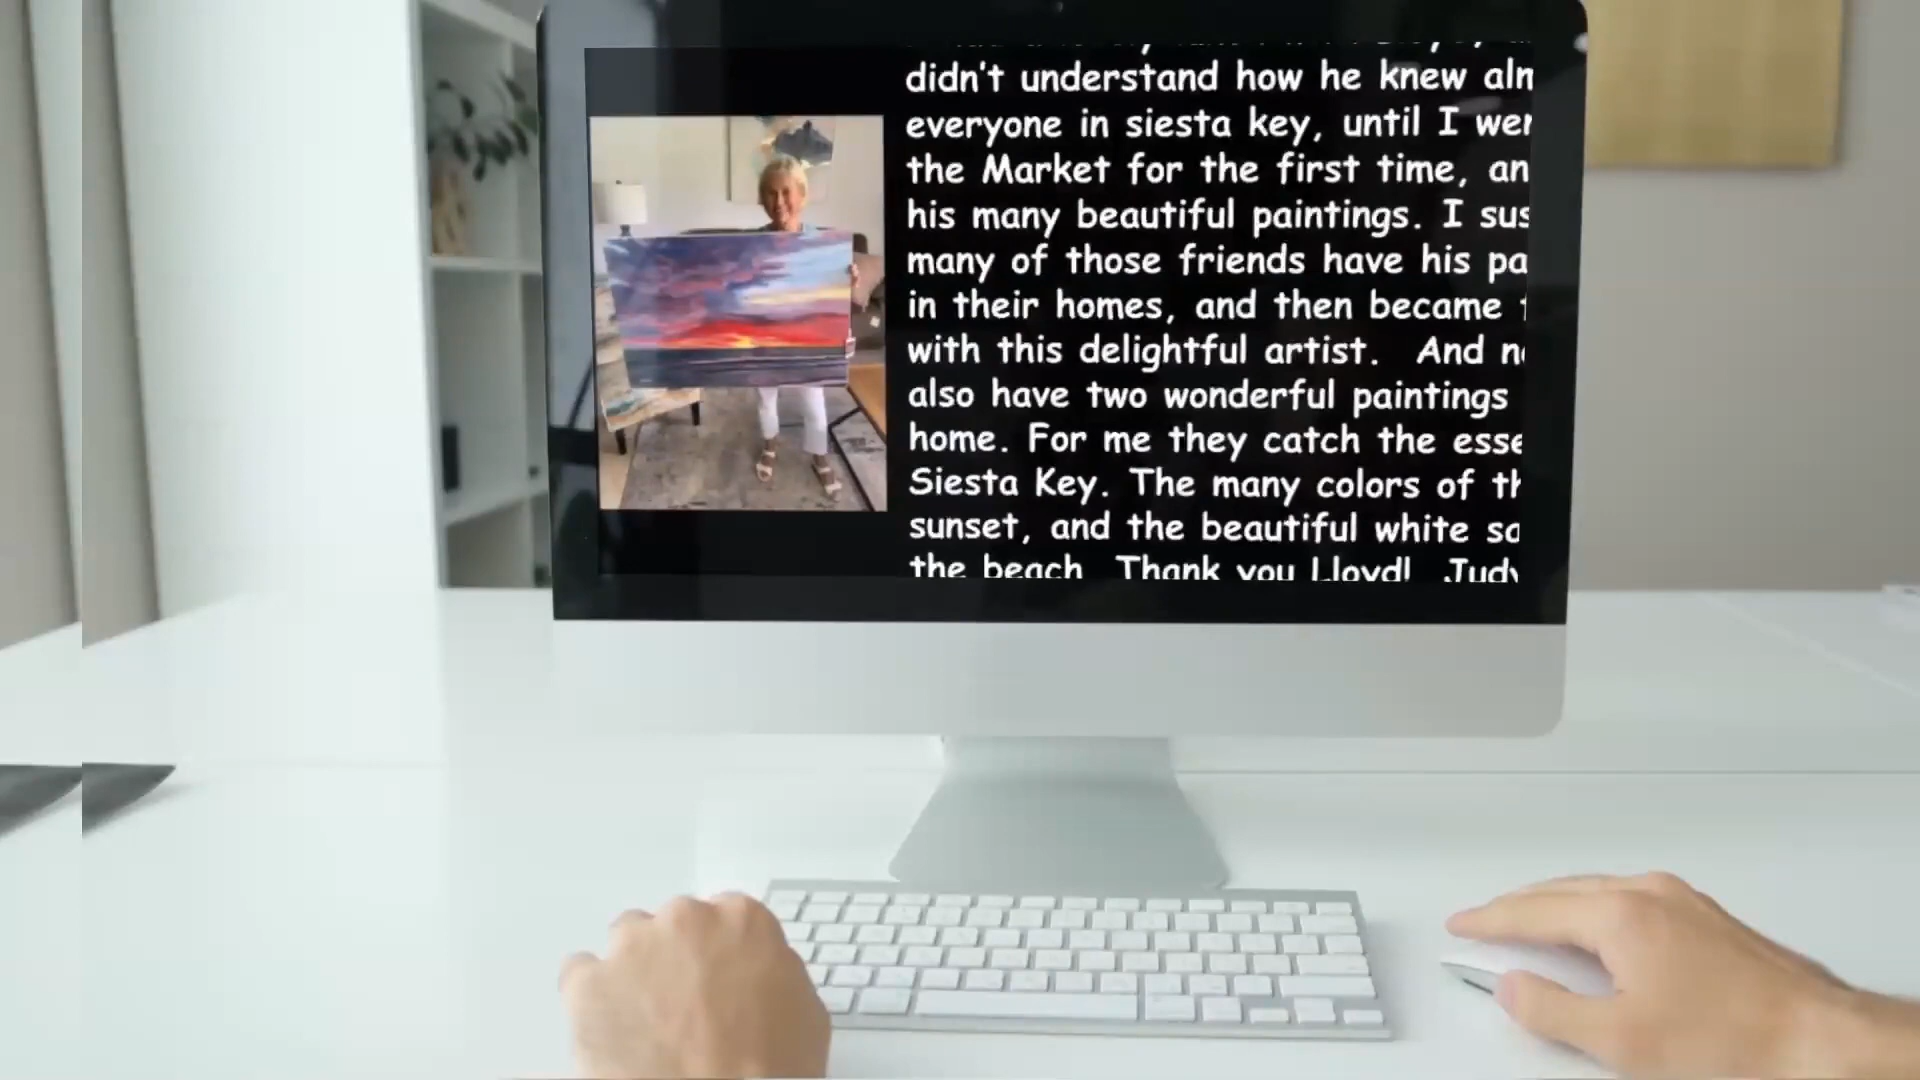 didn't understand how he knew
everyone in siesta key, until I
the Market for the first time,
his many beautiful paintings. I
many of those friends have his
in their homes, and then became
with this delightful artist. And
also have two wonderful paintings
home. For me they catch the
Siesta Key. The many colors of
sunset, and the beautiful white
the beach Thank you Lloyd! Judy